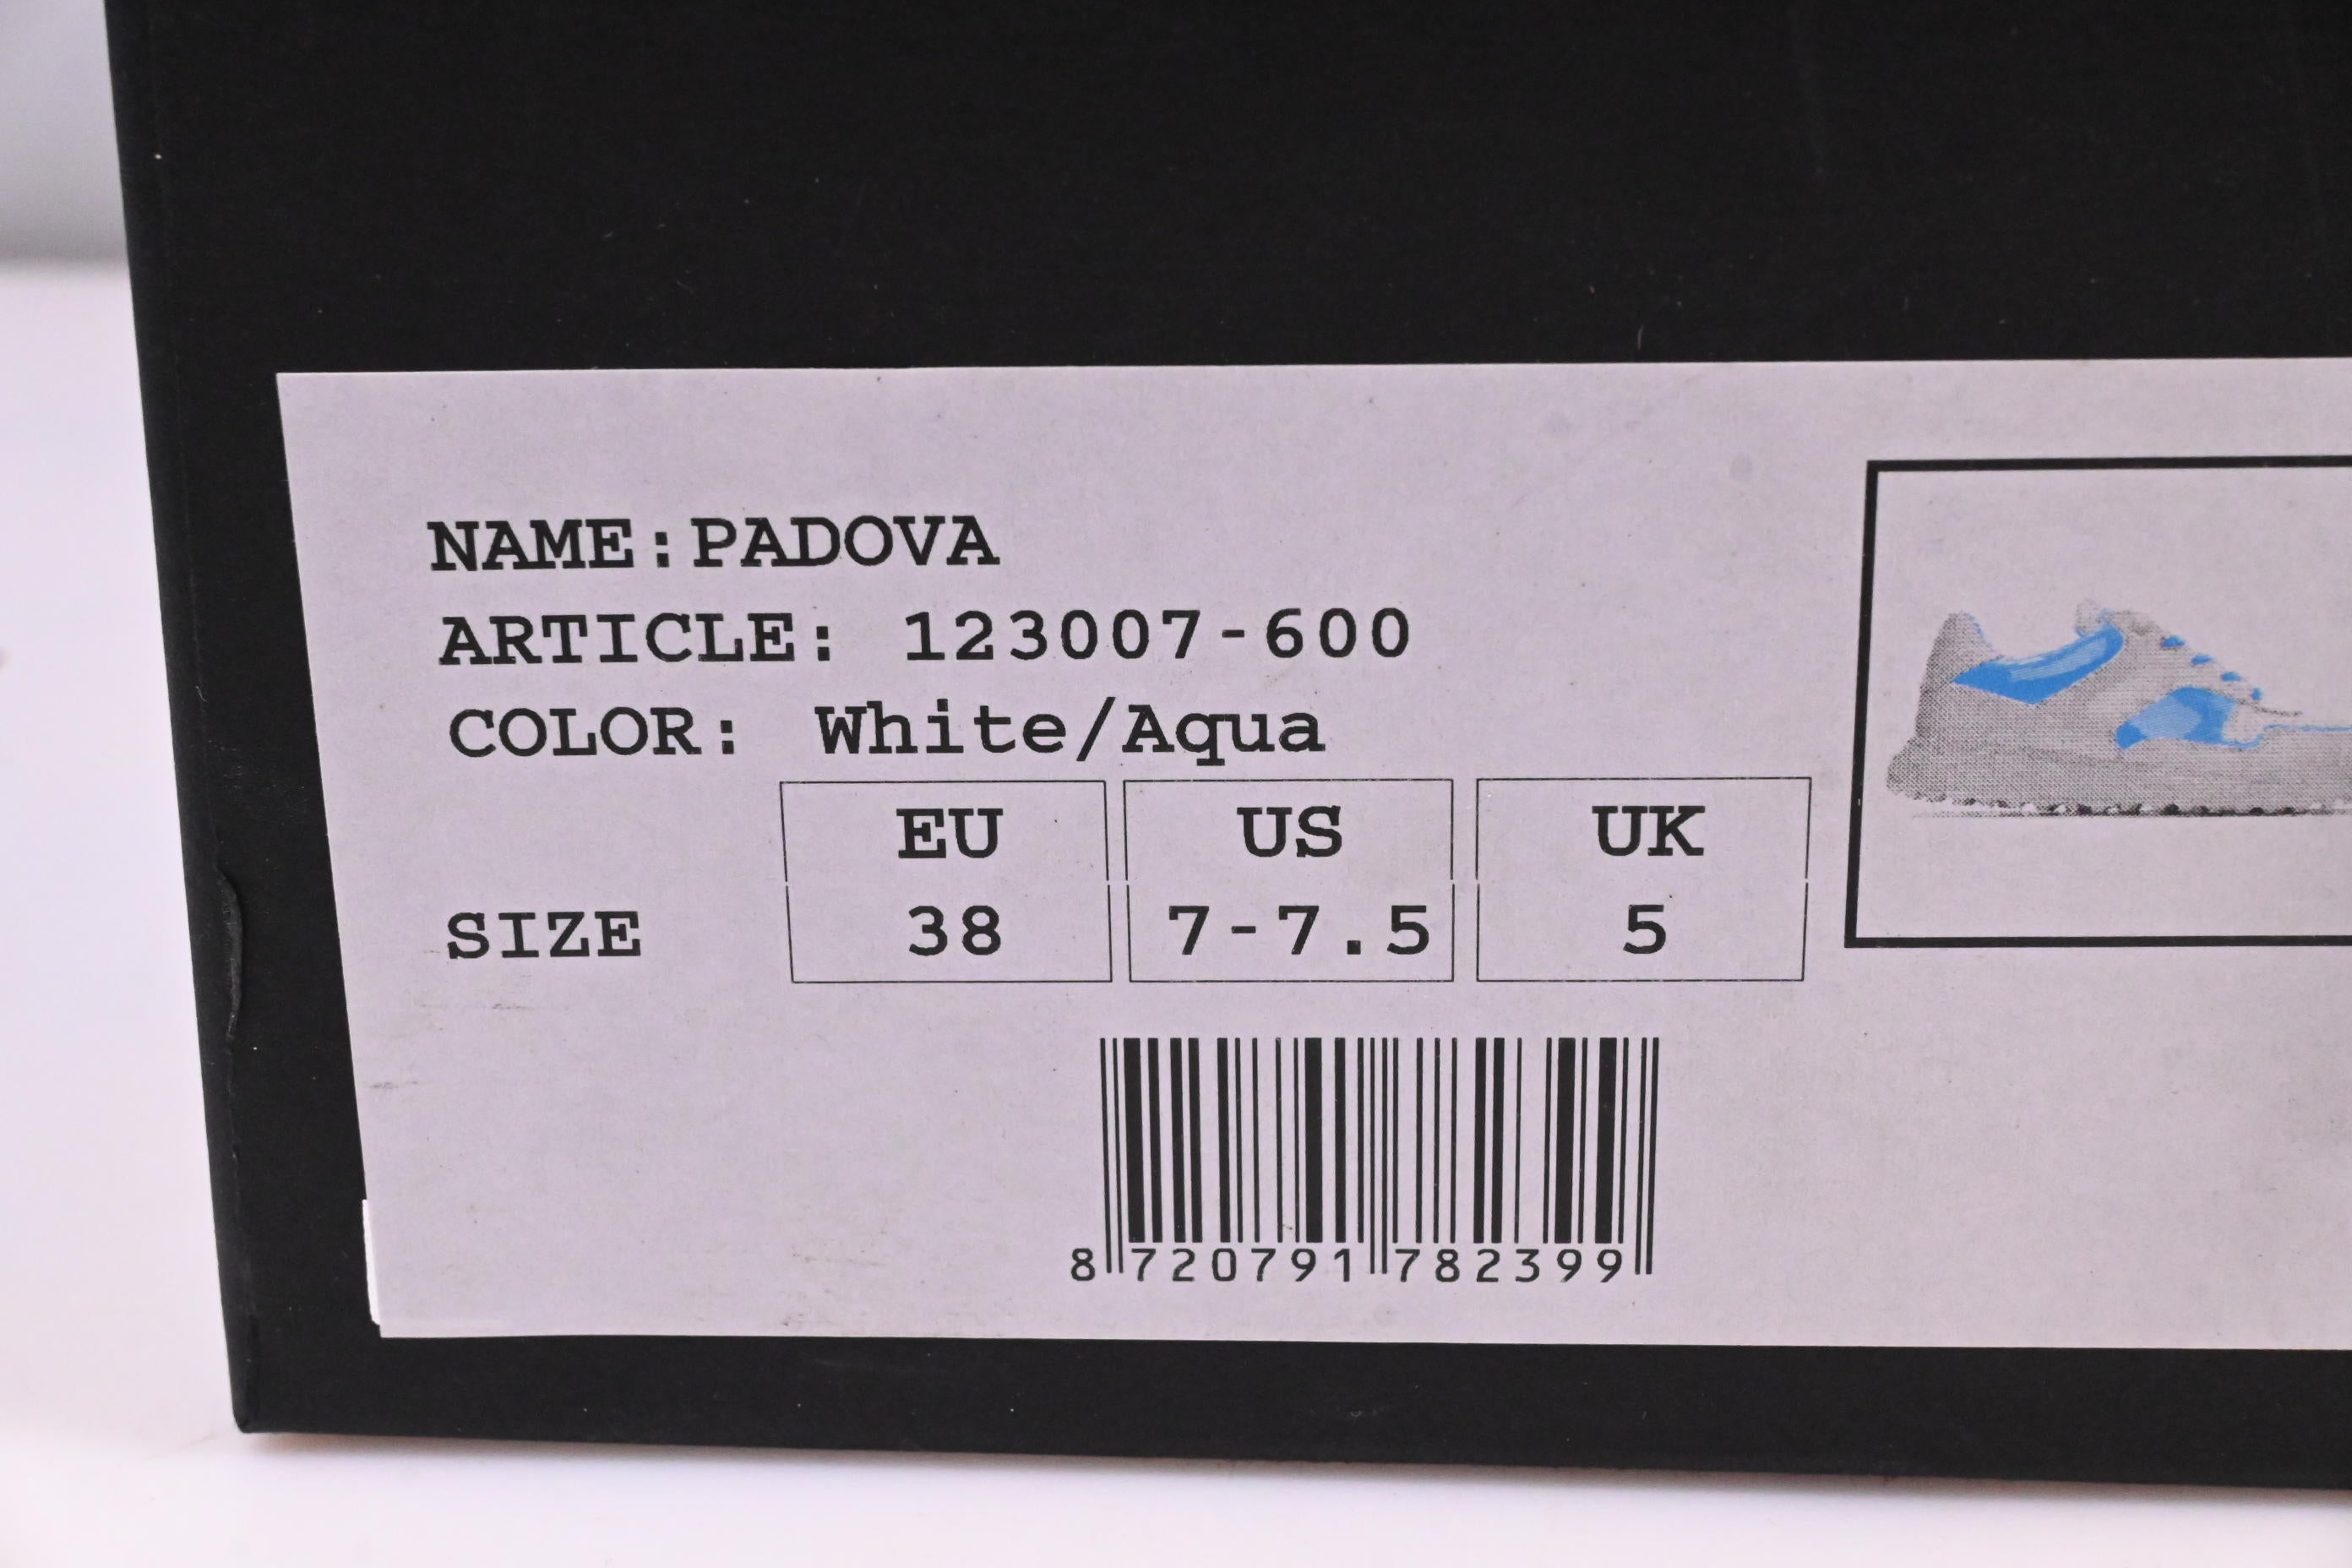 NAME:PADOVA
ARTICLE: 123007-600
COLOR: White/Aqua
EU US UK
SIZE 38 7-7.5 5
8 720791 782399